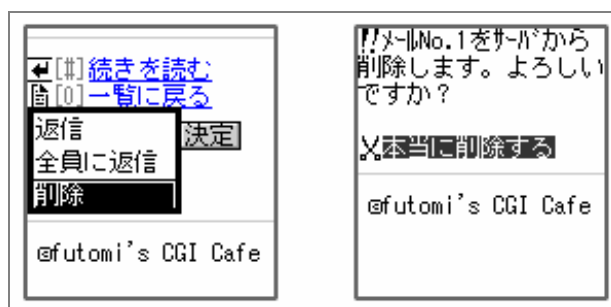 [#]続きを読む
[0]一覧に戻る
返信
決定
全員に返信
削除
@futomi's CGI Cafe
!!ﾒｰﾙNo.1をｻｰﾊﾞから
削除します。よろしい
ですか？
本当に削除する
@futomi's CGI Cafe